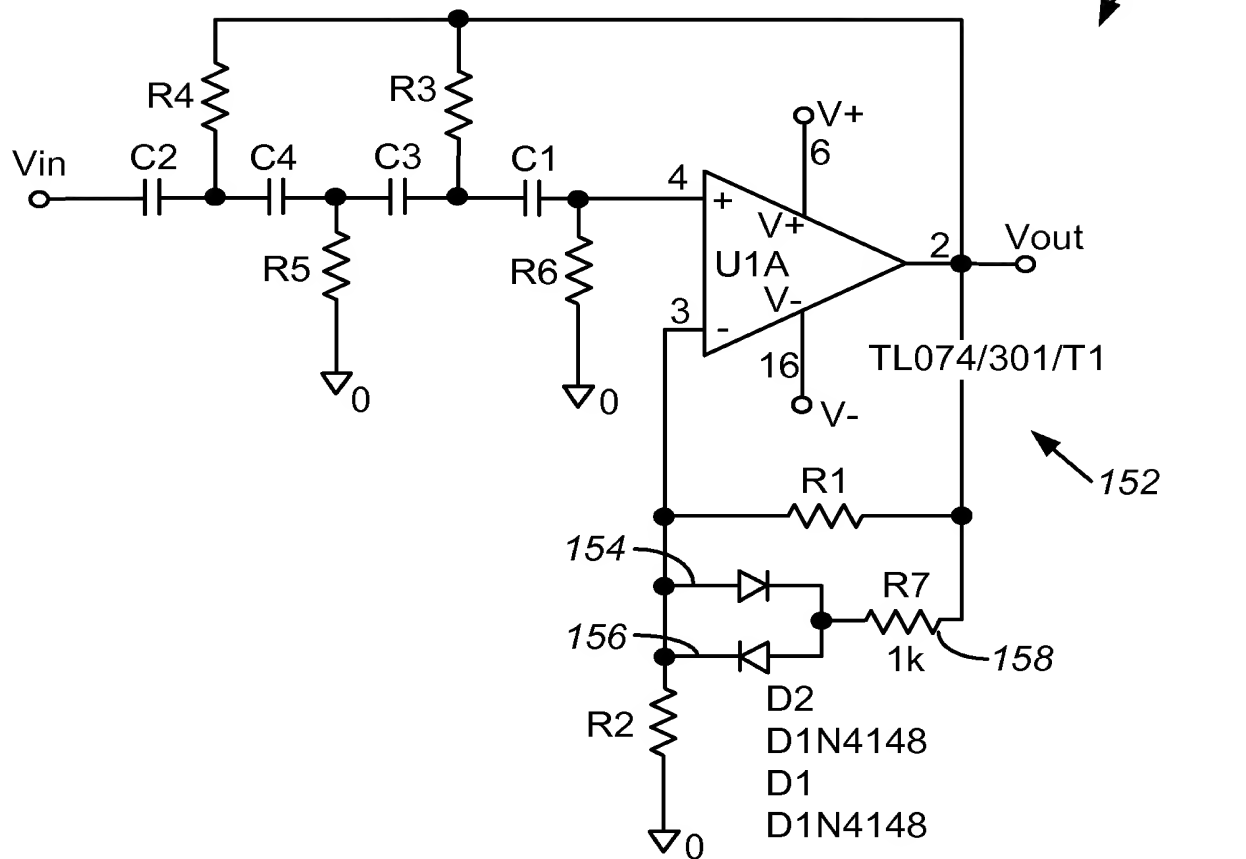 R4
R3
V+
6
Vin
C2
C4
C3
C1
4
+
V+
R5
R6
U1A
2
Vout
V-
3
-
16
TL074/301/T1
0
0
V-
R1
152
154
R7
156
1k
158
R2
D2
D1N4148
D1
D1N4148
0